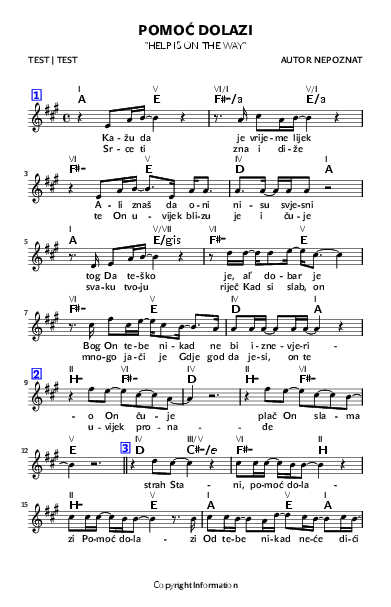 POMOĆ DOLAZI
"HELP IS ON THE WAY"
TEST | TEST AUTOR NEPOZNAT
1
I V VI/I V
A E F#–/a E/a
Ka - žu da je vrije - me lijek
Sr - ce ti zna i di - že
VI V IV I
3 F#– E D A
A - li znaš da o - ni ni - su svje-sni
te On u - vijek bli-zu je i ču - je
I V/VII VI V
5 A E/gis F#– E
tog Da te - ško je, al' do - bar je
sva-ku tvo-ju riječ Kad si slab, on
VI V IV I
7 F#– E D A
Bog On te - be ni - kad ne bi i - zne - vje-ri -
mno-go ja-či je Gdje god da je-si, on te
2
II VI IV II VI
9 H– F#– D H– F#–
- o On ču - je plač On sla - ma
u - vijek pro - na - - de
V IV III/V VI II
12 E 3 D C#–/e F#– H
strah Sta - ni, po-moć do-la -
II V I V I
15 H– E A E A
zi Po-moć do-la - zi Od te-be ni-kad ne-će di-ći
Copyright Information